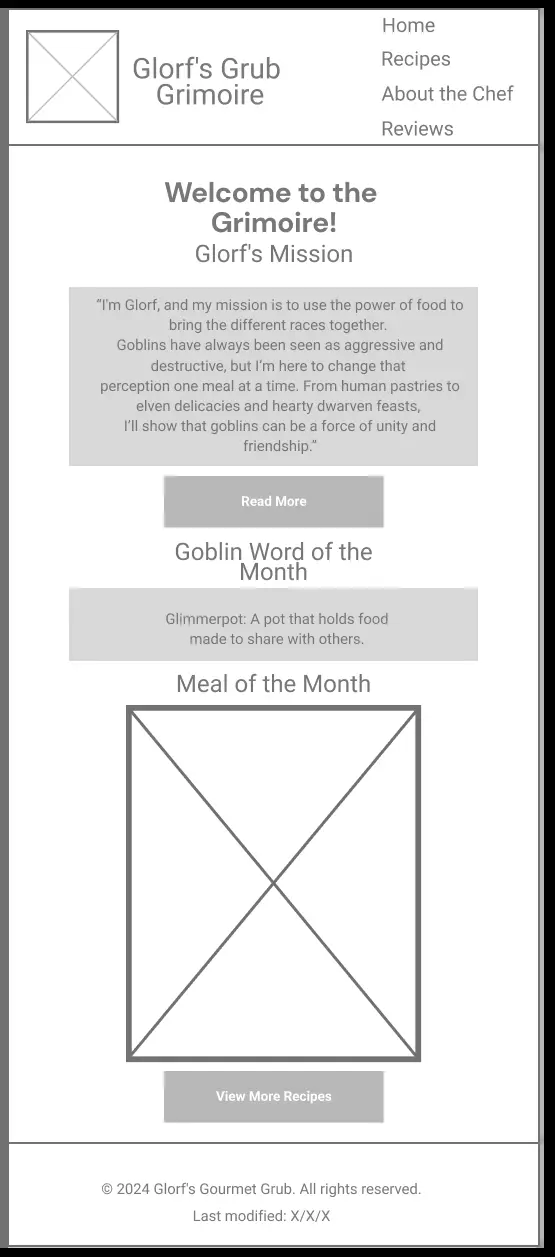 Glorf's Grub
Grimoire
Home
Recipes
About the Chef
Reviews
Welcome to the
Grimoire!
Glorf's Mission
“I'm Glorf, and my mission is to use the power of food to
bring the different races together.
Goblins have always been seen as aggressive and
destructive, but I’m here to change that
perception one meal at a time. From human pastries to
elven delicacies and hearty dwarven feasts,
I’ll show that goblins can be a force of unity and
friendship.”
Read More
Goblin Word of the
Month
Glimmerpot: A pot that holds food
made to share with others.
Meal of the Month
View More Recipes
© 2024 Glorf's Gourmet Grub. All rights reserved.
Last modified: X/X/X